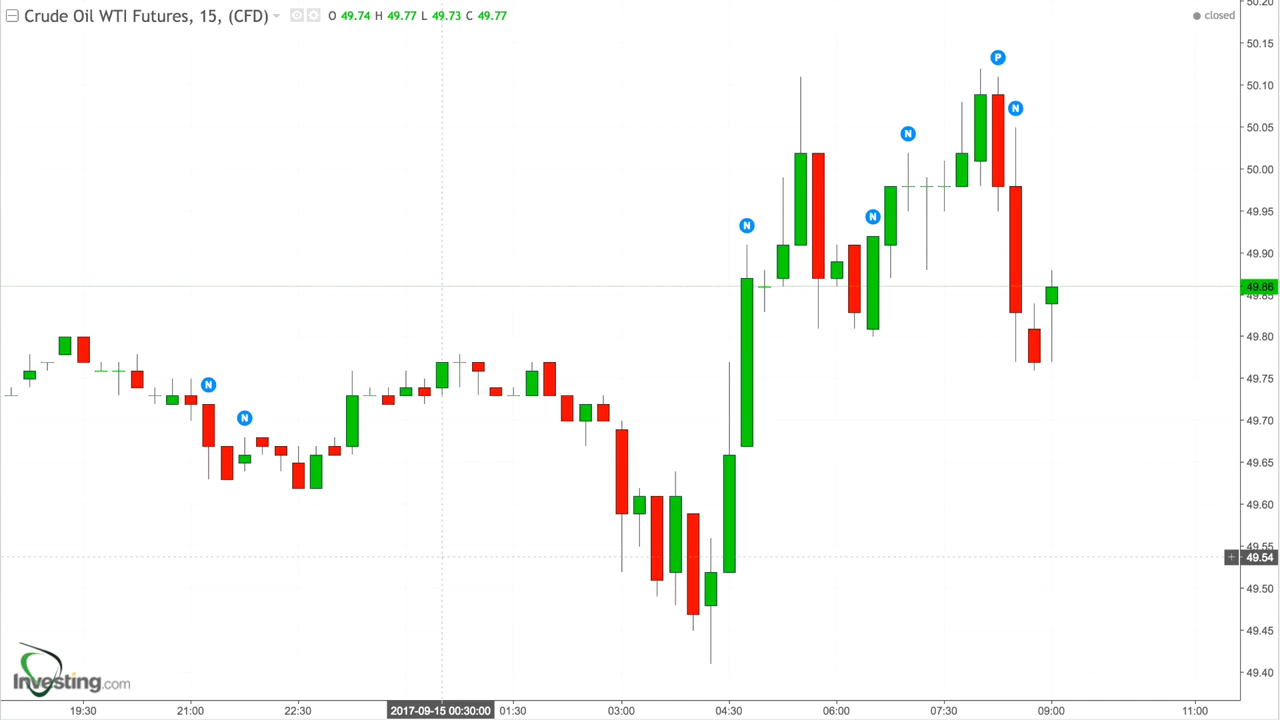 Crude Oil WTI Futures, 15, (CFD) O 49.74 H 49.77 L 49.73 C 49.77
closed
50.20
50.15
P
50.10
N
50.05
N
50.00
49.95
N
N
49.90
49.86
49.85
49.80
49.75
N
49.70
N
49.65
49.60
49.55
+ 49.54
49.50
49.45
49.40
Investing.com
19:30 21:00 22:30 2017-09-15 00:30:00 01:30 03:00 04:30 06:00 07:30 09:00 11:00